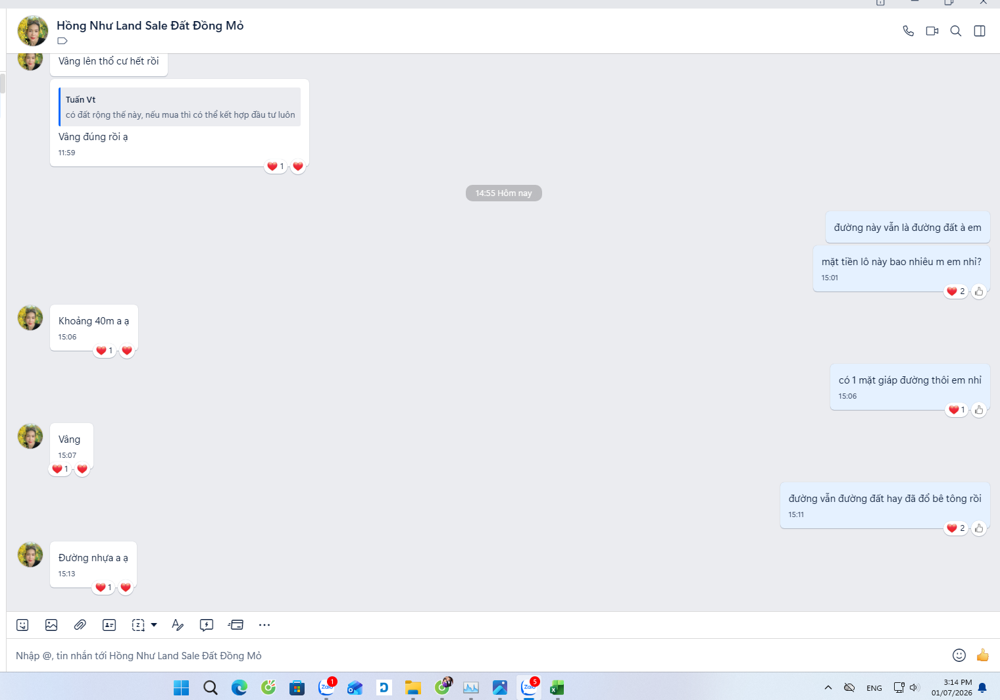 Hồng Như Land Sale Đất Đồng Mỏ
Vâng lên thổ cư hết rồi
Tuấn Vt
có đất rộng thế này, nếu mua thì có thể kết hợp đầu tư luôn
Vâng đúng rồi ạ
11:59
1
14:55 Hôm nay
đường này vẫn là đường đất à em
mặt tiền lô này bao nhiêu m em nhỉ?
15:01
2
Khoảng 40m a ạ
15:06
1
có 1 mặt giáp đường thôi em nhỉ
15:06
1
Vâng
15:07
1
đường vẫn đường đất hay đã đổ bê tông rồi
15:11
2
Đường nhựa a ạ
15:13
1
Nhập @, tin nhắn tới Hồng Như Land Sale Đất Đồng Mỏ
Zalo 1
Zalo 5
ENG
3:14 PM
01/07/2026